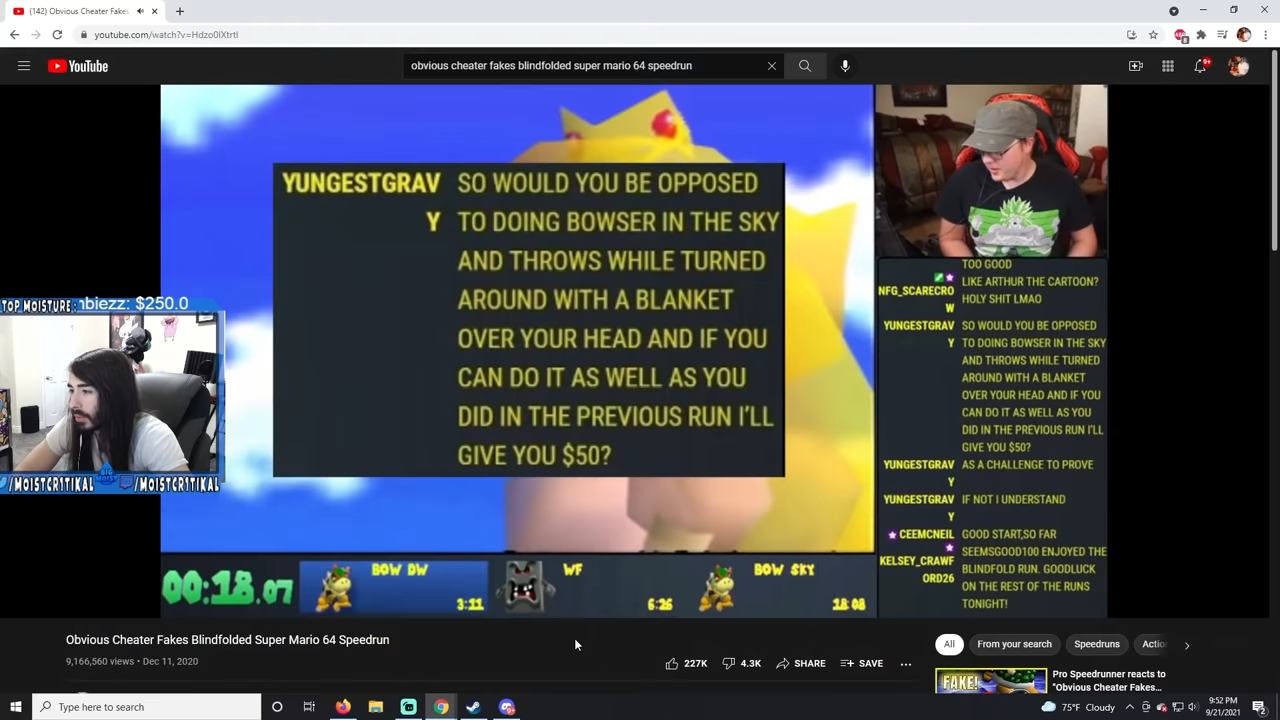 (142) Obvious Cheater Fakes
youtube.com/watch?v=Hdzo0lXtrtI
YouTube
obvious cheater fakes blindfolded super mario 64 speedrun
9+
YUNGESTGRAV
Y
SO WOULD YOU BE OPPOSED
TO DOING BOWSER IN THE SKY
AND THROWS WHILE TURNED
AROUND WITH A BLANKET
OVER YOUR HEAD AND IF YOU
CAN DO IT AS WELL AS YOU
DID IN THE PREVIOUS RUN I'LL
GIVE YOU $50?
TOP MOISTURE: nbiezz: $250.0
/MOISTCR1TIKAL
/MOISTCR1TIKAL
TOO GOOD
NFG_SCARECRO
W
LIKE ARTHUR THE CARTOON?
HOLY SHIT LMAO
YUNGESTGRAV
Y
SO WOULD YOU BE OPPOSED
TO DOING BOWSER IN THE SKY
AND THROWS WHILE TURNED
AROUND WITH A BLANKET
OVER YOUR HEAD AND IF YOU
CAN DO IT AS WELL AS YOU
DID IN THE PREVIOUS RUN I'LL
GIVE YOU $50?
YUNGESTGRAV
Y
AS A CHALLENGE TO PROVE
YUNGESTGRAV
Y
IF NOT I UNDERSTAND
CEEMCNEIL
GOOD START,SO FAR
SEEMSGOOD100 ENJOYED THE
KELSEY_CRAWF
ORD26
BLINDFOLD RUN. GOODLUCK
ON THE REST OF THE RUNS
TONIGHT!
00:18.07
BOW DW
3:11
WF
6:26
BOW SKY
18:08
Obvious Cheater Fakes Blindfolded Super Mario 64 Speedrun
9,166,560 views • Dec 11, 2020
227K
4.3K
SHARE
SAVE
All
From your search
Speedruns
Actio
FAKE!
Pro Speedrunner reacts to
"Obvious Cheater Fakes...
Type here to search
75°F Cloudy
9:52 PM
9/21/2021
2